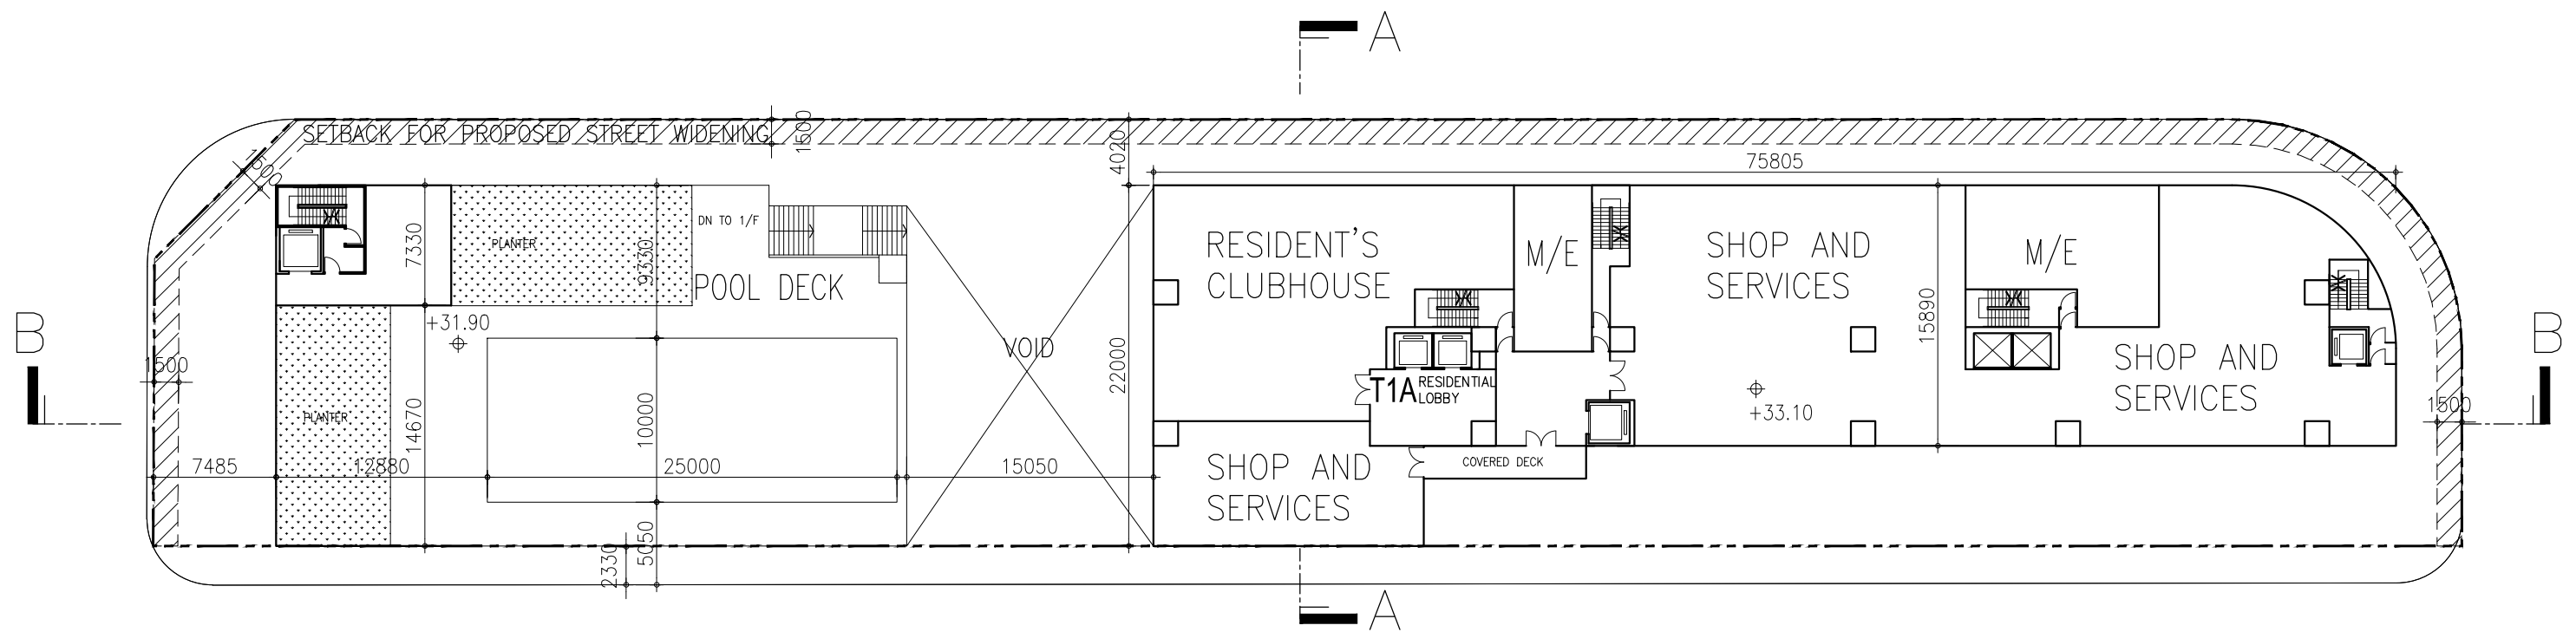 A
SETBACK FOR PROPOSED STREET WIDENING
1500
4020
75805
1500
DN TO 1/F
PLANTER
7330
9330
POOL DECK
RESIDENT'S
CLUBHOUSE
M/E
SHOP AND
SERVICES
M/E
+31.90
15890
B
B
VOID
22000
1500
SHOP AND
SERVICES
T1A
RESIDENTIAL
LOBBY
+33.10
PLANTER
14670
10000
1500
7485
12880
25000
15050
SHOP AND
SERVICES
COVERED DECK
2330
5050
A